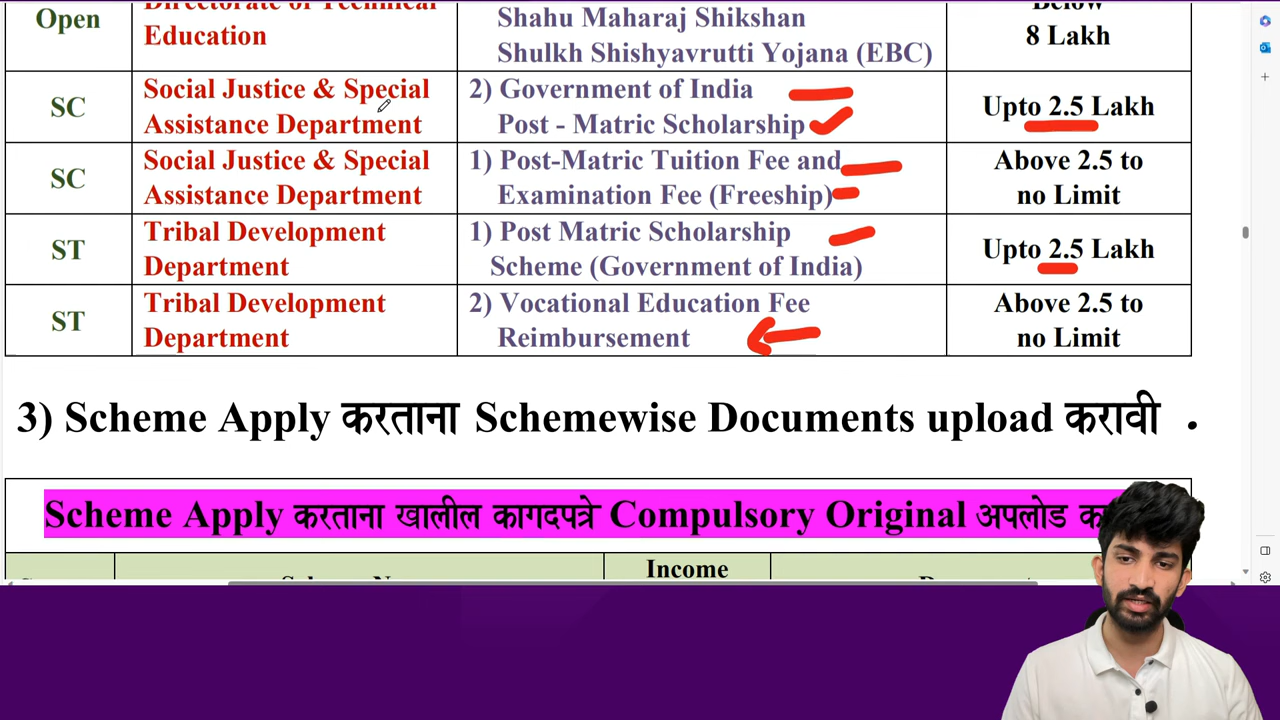 Open
Directorate of Technical
Education
Shahu Maharaj Shikshan
Shulkh Shishyavrutti Yojana (EBC)
Below
8 Lakh
SC
Social Justice & Special
Assistance Department
2) Government of India
Post - Matric Scholarship
Upto 2.5 Lakh
SC
Social Justice & Special
Assistance Department
1) Post-Matric Tuition Fee and
Examination Fee (Freeship)
Above 2.5 to
no Limit
ST
Tribal Development
Department
1) Post Matric Scholarship
Scheme (Government of India)
Upto 2.5 Lakh
ST
Tribal Development
Department
2) Vocational Education Fee
Reimbursement
Above 2.5 to
no Limit
3) Scheme Apply करताना Schemewise Documents upload करावी .
Scheme Apply करताना खालील कागदपत्रे Compulsory Original अपलोड
Income